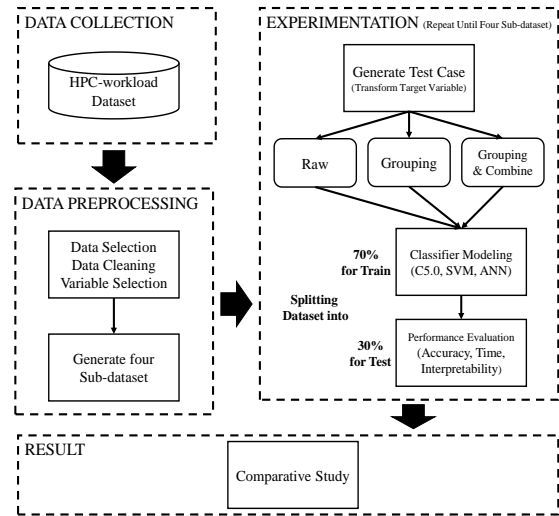 DATA COLLECTION
HPC-workload
Dataset
DATA PREPROCESSING
Data Selection
Data Cleaning
Variable Selection
Generate four
Sub-dataset
EXPERIMENTATION (Repeat Until Four Sub-dataset)
Generate Test Case
(Transform Target Variable)
Raw
Grouping
Grouping
& Combine
70%
for Train
Classifier Modeling
(C5.0, SVM, ANN)
Splitting
Dataset into
30%
for Test
Performance Evaluation
(Accuracy, Time,
Interpretability)
RESULT
Comparative Study